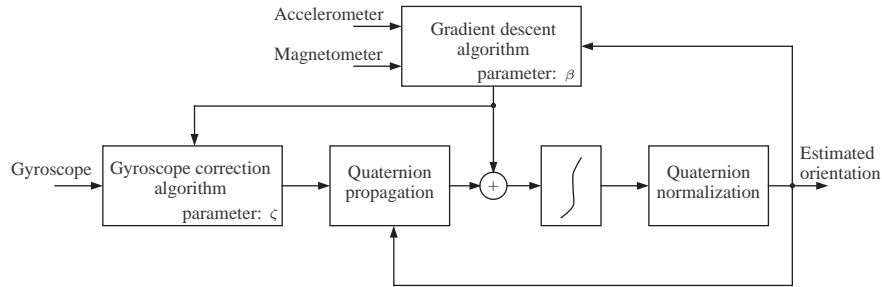 Accelerometer
Magnetometer
Gradient descent
algorithm
parameter: β
Gyroscope
Gyroscope correction
algorithm
parameter: ζ
Quaternion
propagation
+
∫
Quaternion
normalization
Estimated
orientation